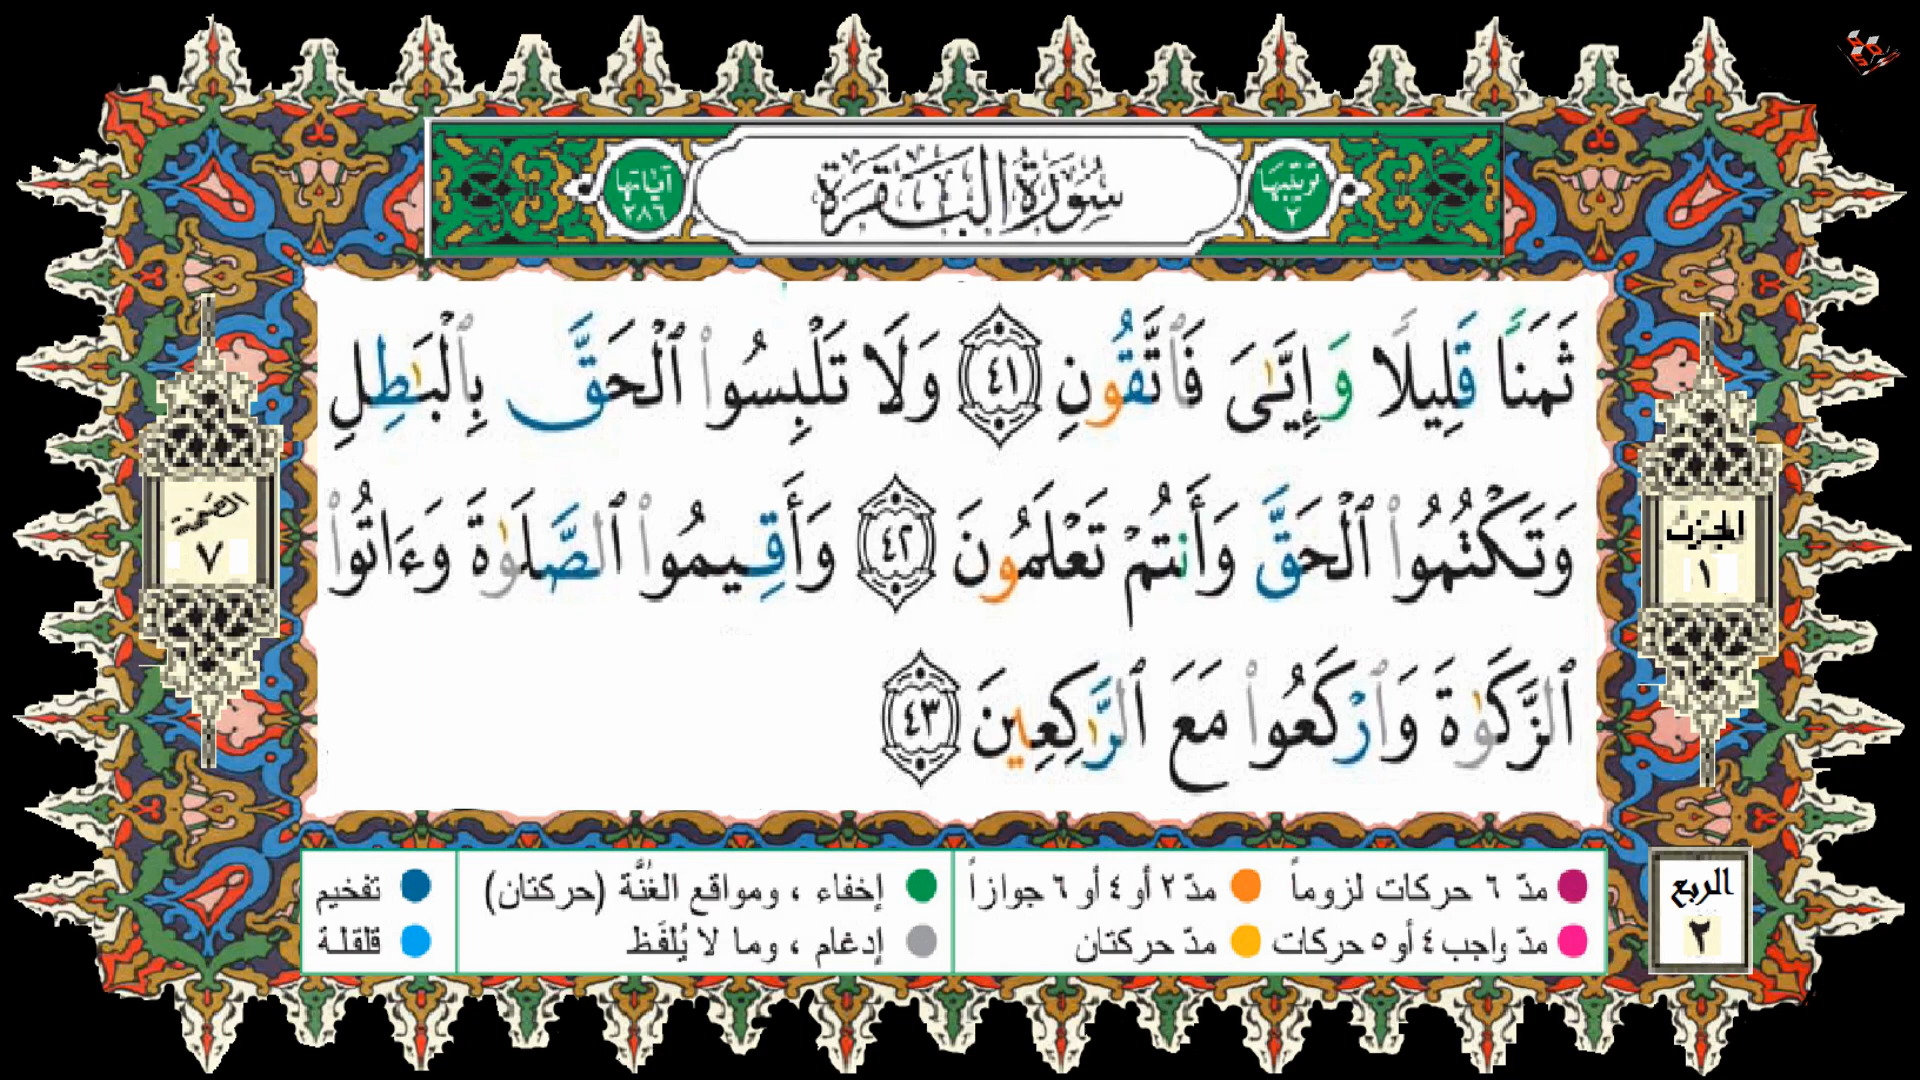 سُورَةُ البَقَرَةِ
ترتيبها ٢
آياتها ٢٨٦
ثَمَنًا قَلِيلًا وَإِيَّـٰىَ فَٱتَّقُونِ ٤١ وَلَا تَلْبِسُوا۟ ٱلْحَقَّ بِٱلْبَـٰطِلِ
وَتَكْتُمُوا۟ ٱلْحَقَّ وَأَنتُمْ تَعْلَمُونَ ٤٢ وَأَقِيمُوا۟ ٱلصَّلَوٰةَ وَءَاتُوا۟
ٱلزَّكَوٰةَ وَٱرْكَعُوا۟ مَعَ ٱلرَّٰكِعِينَ ٤٣
الحزب
١
الصفحة
٧
الربع
٢
مدّ ٦ حركات لزوماً مدّ ٢ أو ٤ أو ٦ جوازاً إخفاء ، ومواقع الغُنَّة (حركتان) تفخيم
مدّ واجب ٤ أو ٥ حركات مدّ حركتان إدغام ، وما لا يُلفَظ قلقلة